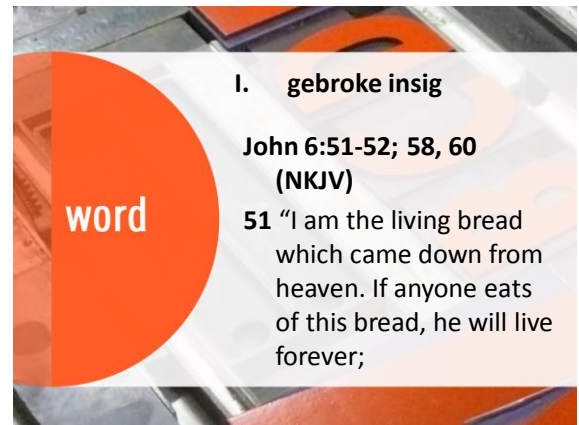 word
I. gebroke insig
John 6:51-52; 58, 60
(NKJV)
51 “I am the living bread
which came down from
heaven. If anyone eats
of this bread, he will live
forever;